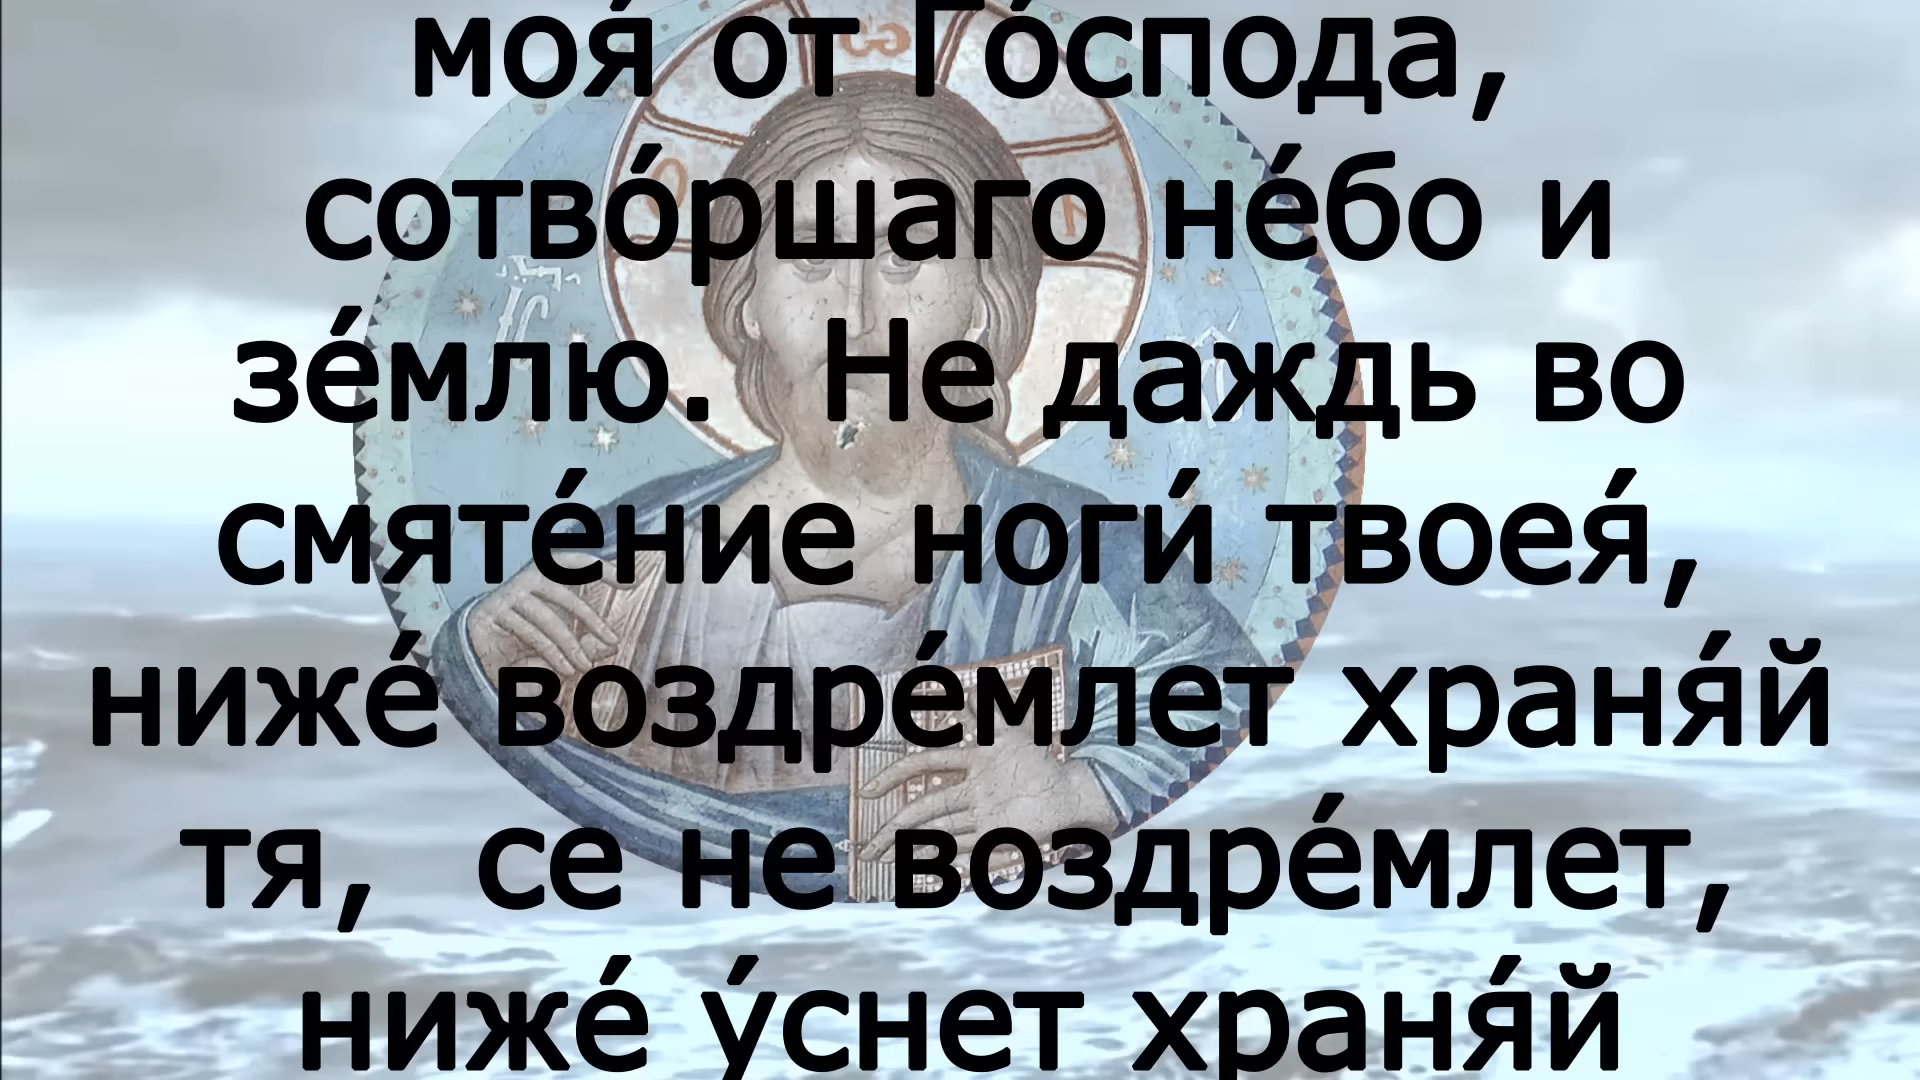 моя́ от Го́спода,
сотво́ршаго не́бо и
зе́млю. Не даждь во
смяте́ние ноги́ твоея́,
ниже́ воздре́млет храня́й
тя, се не воздре́млет,
ниже́ у́снет храня́й